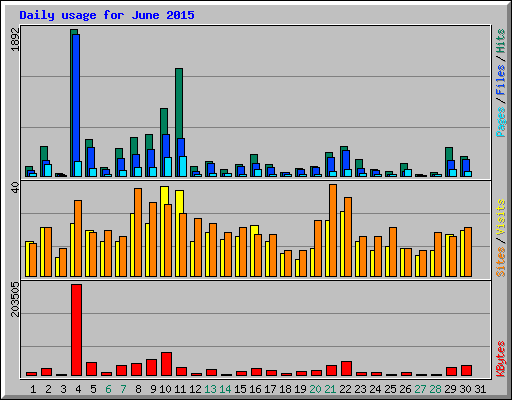 Daily usage for June 2015
1892
Pages / Files / Hits
40
Sites / Visits
203505
KBytes
1 2 3 4 5 6 7 8 9 10 11 12 13 14 15 16 17 18 19 20 21 22 23 24 25 26 27 28 29 30 31